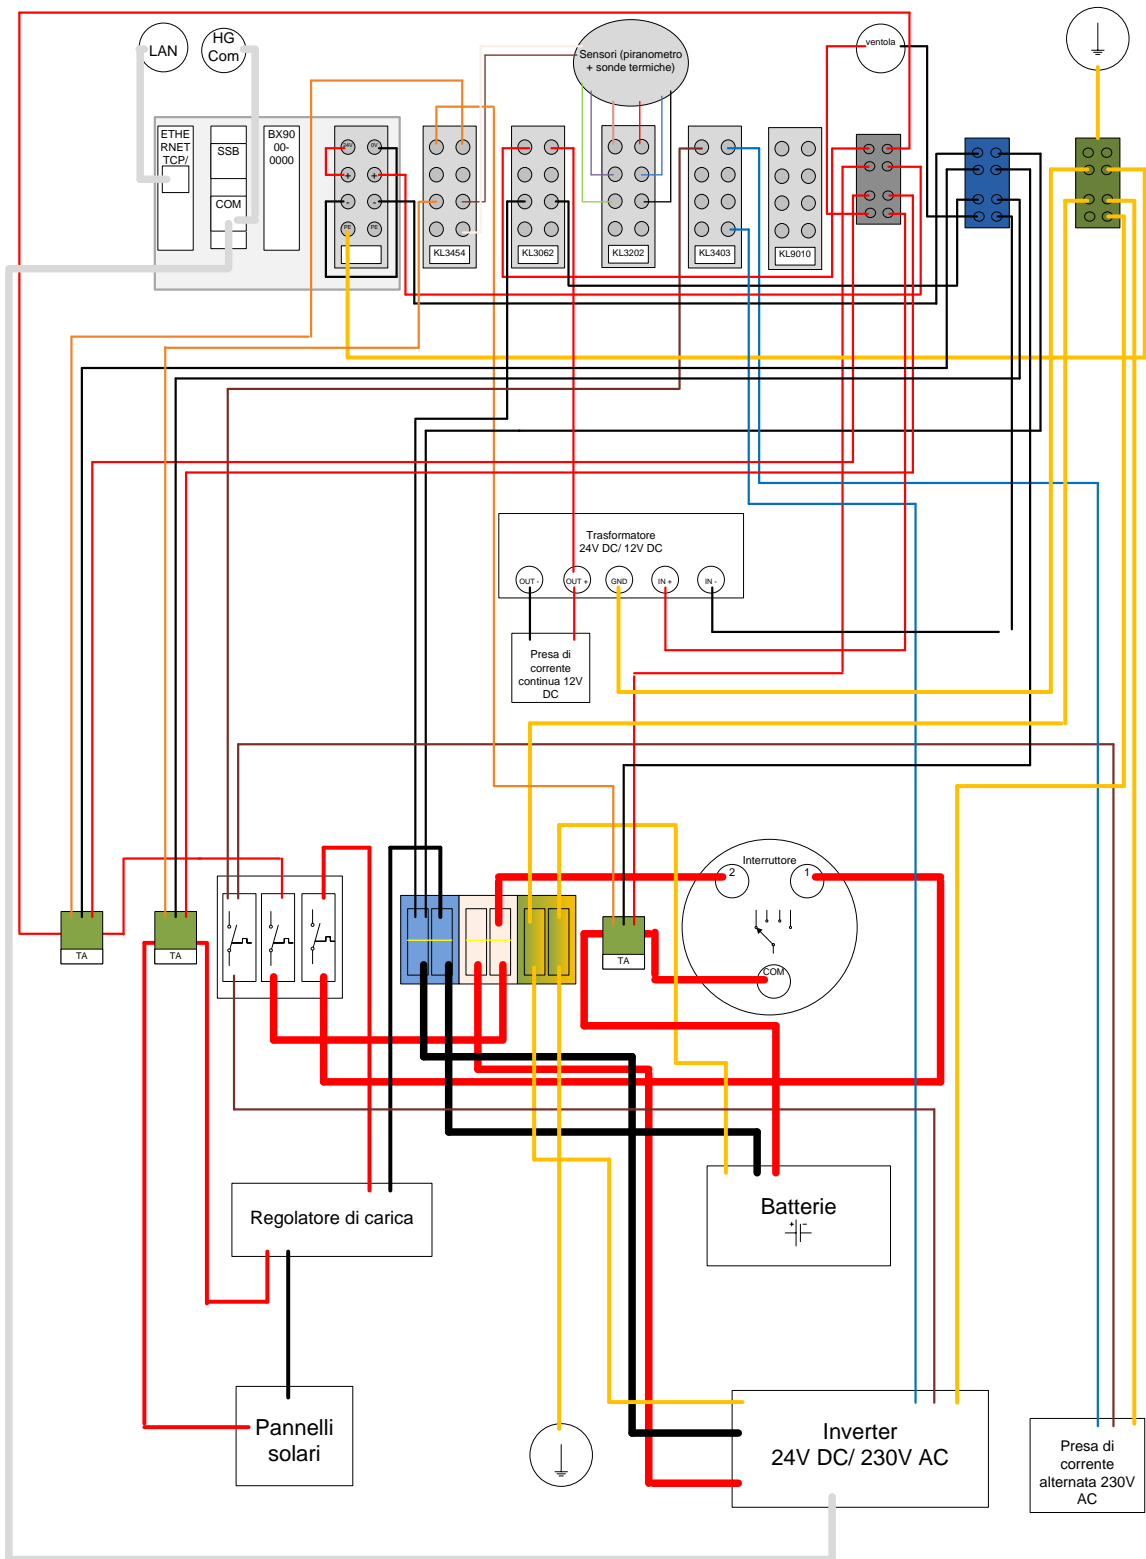 LAN
HG
Com
Sensori (piranometro
+ sonde termiche)
ventola
ETHE
RNET
TCP/
SSB
COM
BX90
00-
0000
24V
0V
+
+
-
-
PE
PE
KL3454
KL3062
KL3202
KL3403
KL9010
Trasformatore
24V DC/ 12V DC
OUT -
OUT +
GND
IN +
IN -
Presa di
corrente
continua 12V
DC
Interruttore
2
1
COM
TA
TA
TA
Regolatore di carica
Batterie
+
-
Pannelli
solari
Inverter
24V DC/ 230V AC
Presa di
corrente
alternata 230V
AC